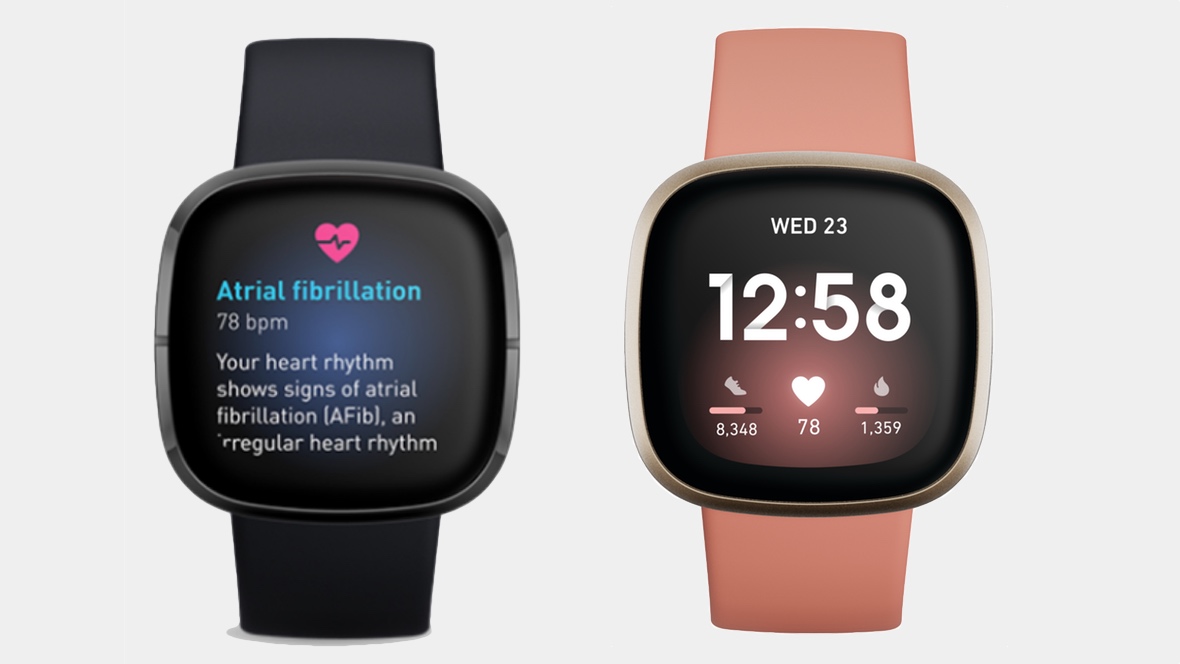 Atrial fibrillation
78 bpm
Your heart rhythm
shows signs of atrial
fibrillation (AFib), an
irregular heart rhythm
WED 23
12:58
8,348 78 1,359